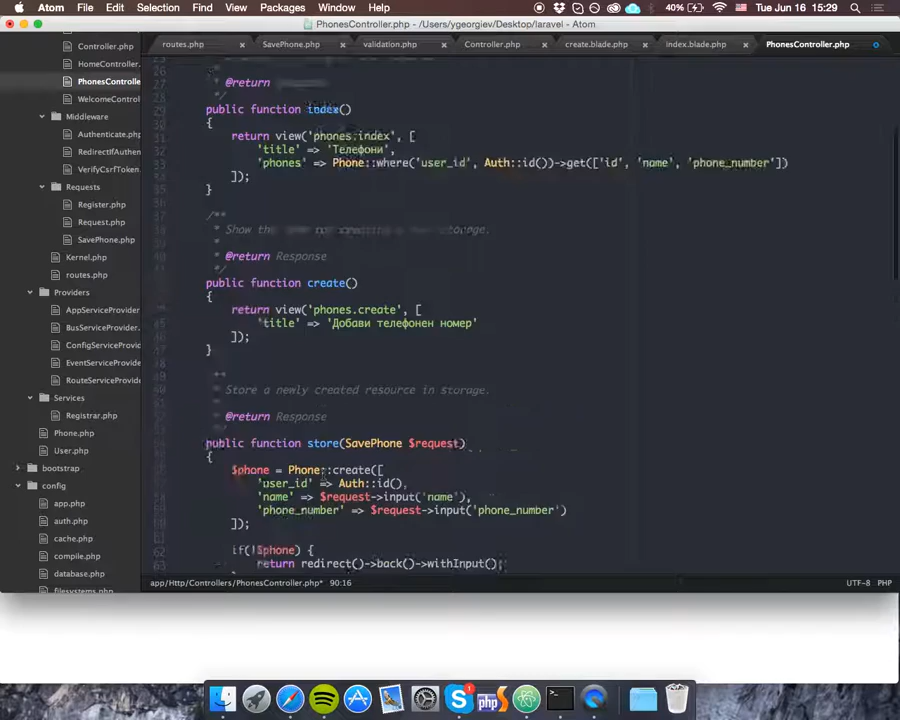 Atom File Edit Selection Find View Packages Window Help 40% Tue Jun 16 15:29
PhonesController.php - /Users/ygeorgiev/Desktop/laravel - Atom
routes.php SavePhone.php validation.php Controller.php create.blade.php index.blade.php PhonesController.php
Controller.php
HomeController.
PhonesControlle
WelcomeControl
Middleware
Authenticate.php
RedirectIfAuthen
VerifyCsrfToken.
Requests
Register.php
Request.php
SavePhone.php
Kernel.php
routes.php
Providers
AppServiceProvider
BusServiceProvider.
ConfigServiceProvid
EventServiceProvide
RouteServiceProvide
Services
Registrar.php
Phone.php
User.php
bootstrap
config
app.php
auth.php
cache.php
compile.php
database.php
filesystems.php
* @return
*/
public function index()
{
return view('phones.index', [
'title' => 'Телефони',
'phones' => Phone::where('user_id', Auth::id())->get(['id', 'name', 'phone_number'])
]);
}
/**
* Show the storage.
* @return Response
*/
public function create()
{
return view('phones.create', [
'title' => 'Добави телефонен номер'
]);
}
**
* Store a newly created resource in storage.
* @return Response
*/
public function store(SavePhone $request)
{
$phone = Phone::create([
'user_id' => Auth::id(),
'name' => $request->input('name'),
'phone_number' => $request->input('phone_number')
]);
if(!$phone) {
return redirect()->back()->withInput();
app/Http/Controllers/PhonesController.php* 90:16 UTF-8 PHP